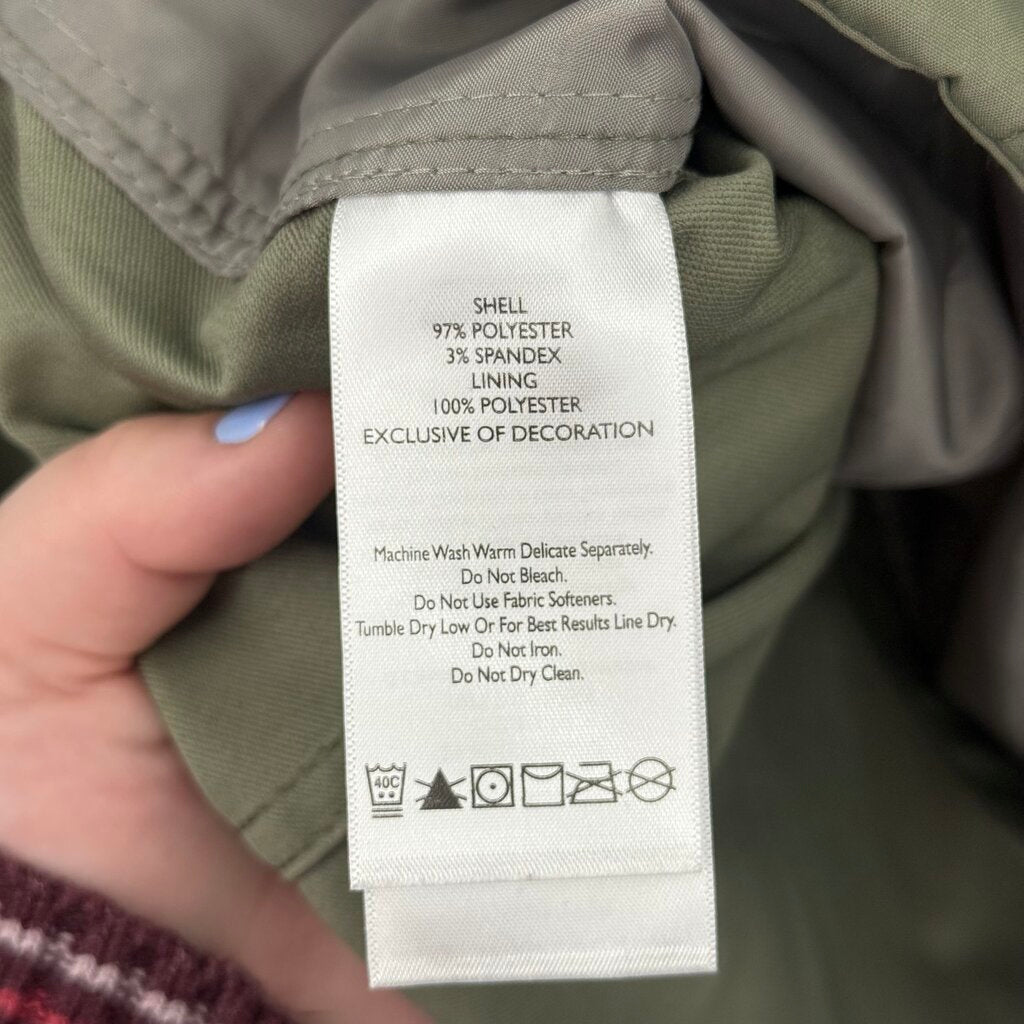 SHELL
97% POLYESTER
3% SPANDEX
LINING
100% POLYESTER
EXCLUSIVE OF DECORATION
Machine Wash Warm Delicate Separately.
Do Not Bleach.
Do Not Use Fabric Softeners.
Tumble Dry Low Or For Best Results Line Dry.
Do Not Iron.
Do Not Dry Clean.
40C